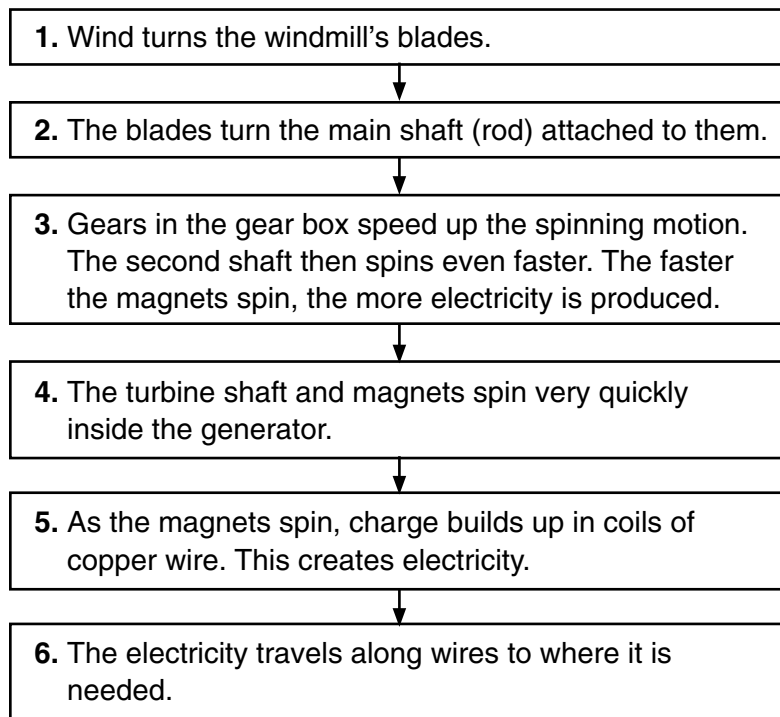 1. Wind turns the windmill's blades.
2. The blades turn the main shaft (rod) attached to them.
3. Gears in the gear box speed up the spinning motion.
The second shaft then spins even faster. The faster
the magnets spin, the more electricity is produced.
4. The turbine shaft and magnets spin very quickly
inside the generator.
5. As the magnets spin, charge builds up in coils of
copper wire. This creates electricity.
6. The electricity travels along wires to where it is
needed.